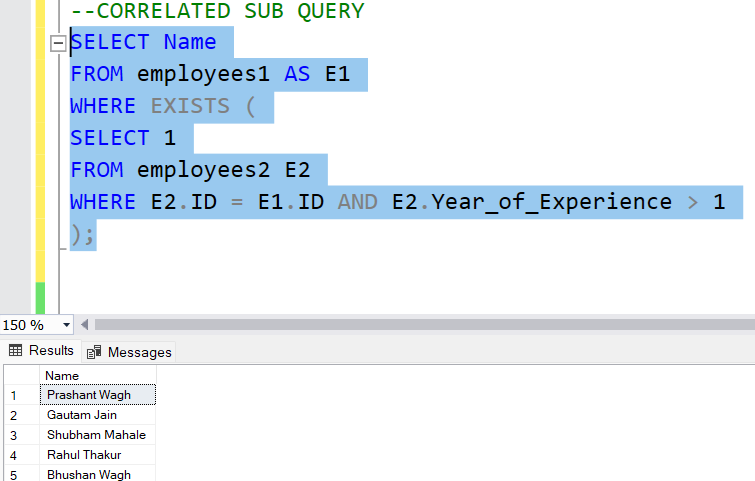 --CORRELATED SUB QUERY
SELECT Name
FROM employees1 AS E1
WHERE EXISTS (
SELECT 1
FROM employees2 E2
WHERE E2.ID = E1.ID AND E2.Year_of_Experience > 1
);
150 %
Results Messages
Name
1 Prashant Wagh
2 Gautam Jain
3 Shubham Mahale
4 Rahul Thakur
5 Bhushan Wagh